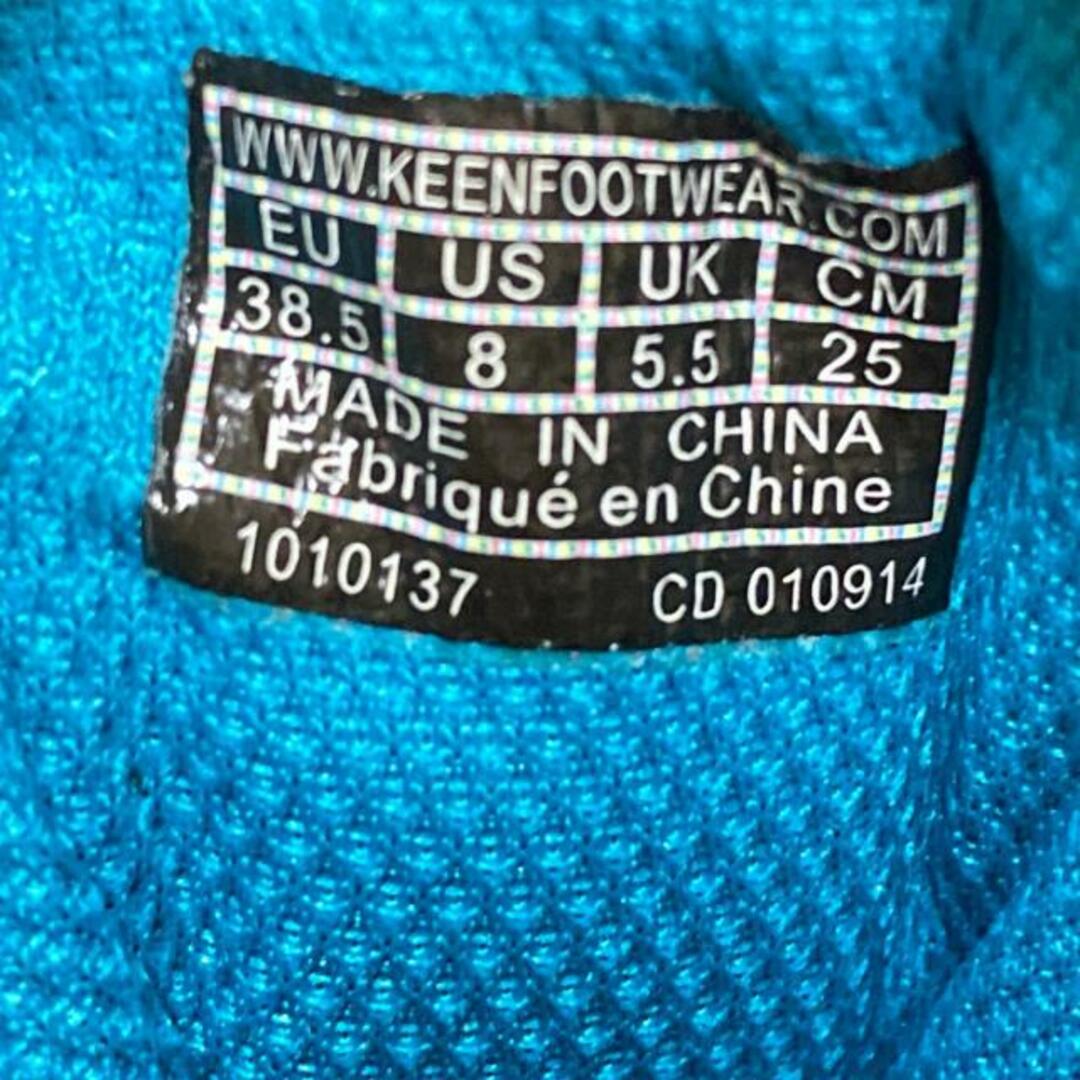 WWW.KEENFOOTWEAR.COM
EU US UK CM
38.5 8 5.5 25
MADE IN CHINA
Fabriqué en Chine
1010137 CD 010914